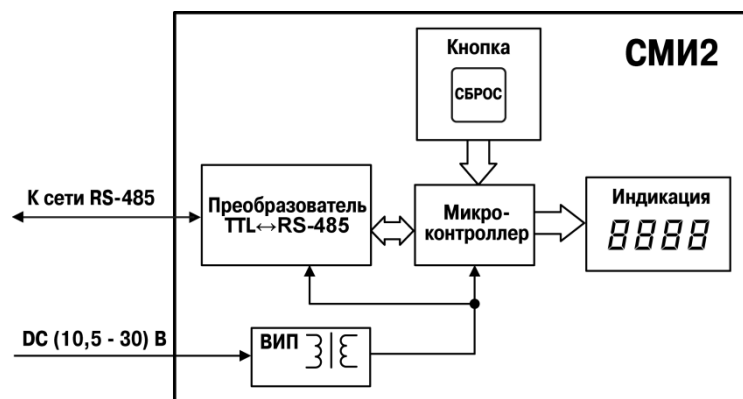 Кнопка
СМИ2
СБРОС
К сети RS-485
Преобразователь
TTL↔RS-485
Микро-
контроллер
Индикация
8888
DC (10,5 - 30) В
ВИП